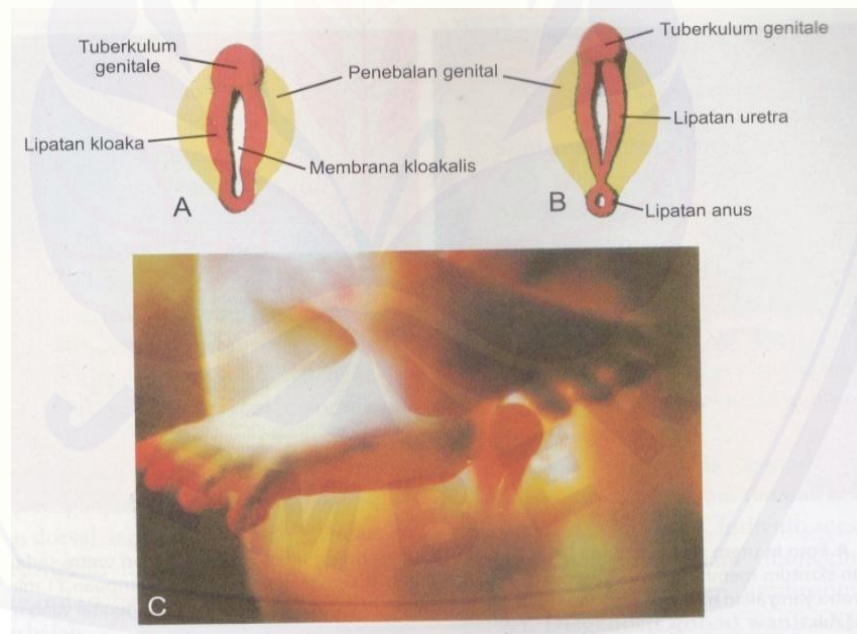 Tuberkulum
genitale
Penebalan genital
Tuberkulum genitale
Lipatan kloaka
Membrana kloakalis
Lipatan uretra
Lipatan anus
A
B
C